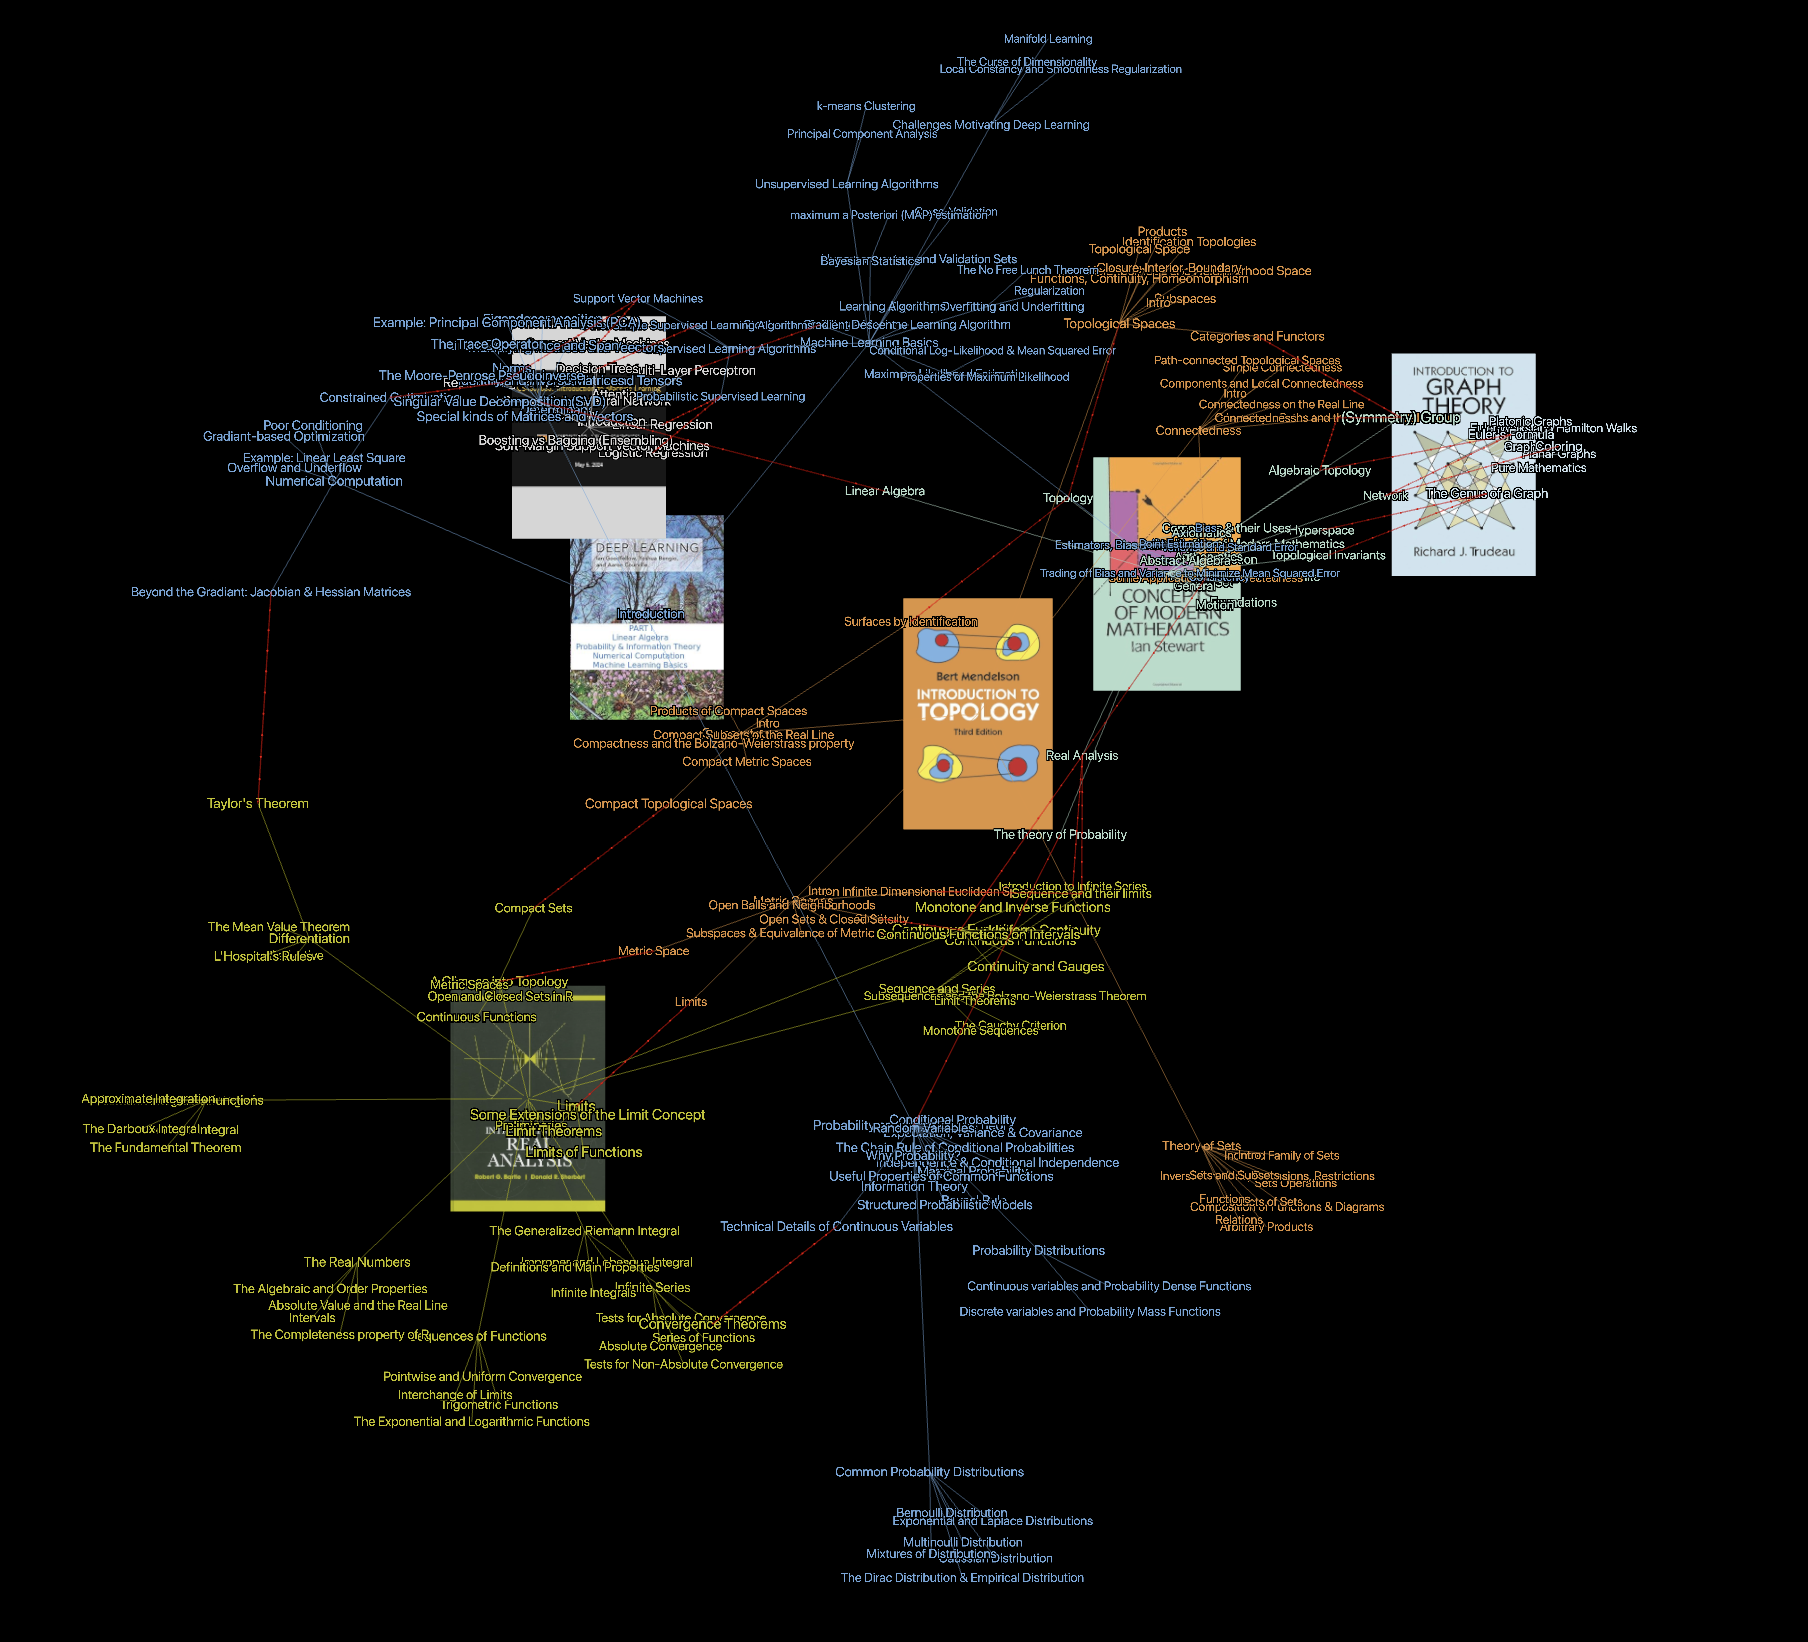 Manifold Learning
The Curse of Dimensionality
Local Constancy and Smoothness Regularization
k-means Clustering
Challenges Motivating Deep Learning
Principal Component Analysis
Unsupervised Learning Algorithms
maximum a Posteriori (MAP) estimation
Cross-Validation
Bayesian Statistics
and Validation Sets
The No Free Lunch Theorem
Regularization
Learning Algorithms
Overfitting and Underfitting
Gradient Descent
Learning Algorithm
Machine Learning Basics
Conditional Log-Likelihood & Mean Squared Error
Properties of Maximum Likelihood
Products
Identification Topologies
Topological Space
Closure, Interior, Boundary
Functions, Continuity, Homeomorphism
Subspaces
Intro
Topological Spaces
Categories and Functors
Path-connected Topological Spaces
Simple Connectedness
Components and Local Connectedness
Intro
Connectedness on the Real Line
Connectedness
(Symmetry) Group
Algebraic Topology
Network
INTRODUCTION TO
GRAPH
THEORY
Platonic Graphs
Hamilton Walks
Euler's Formula
Graph Coloring
Planar Graphs
Pure Mathematics
The Genus of a Graph
Richard J. Trudeau
Support Vector Machines
Example: Principal Component Analysis (PCA)
Supervised Learning Algorithms
The Trace Operator
Norms
Decision Trees
Multi-Layer Perceptron
The Moore-Penrose Pseudoinverse
Constrained Optimization
Singular Value Decomposition (SVD)
Probabilistic Supervised Learning
Determinant
Special kinds of Matrices and Vectors
Introduction
Linear Regression
Boosting vs Bagging (Ensembling)
Soft-Margin Support Vector Machines
Logistic Regression
May 6, 2024
Poor Conditioning
Gradiant-based Optimization
Example: Linear Least Square
Overflow and Underflow
Numerical Computation
Beyond the Gradiant: Jacobian & Hessian Matrices
Linear Algebra
Topology
DEEP LEARNING
Introduction
PART I
Linear Algebra
Probability & Information Theory
Numerical Computation
Machine Learning Basics
& their Uses
Axiomatics
Hyperspace
Modern Mathematics
Estimators, Bias
Point Estimation
Standard Error
Topological Invariants
Abstract Algebra
Trading off Bias and Variance to Minimize Mean Squared Error
General
Motion
Foundations
CONCEPTS
OF MODERN
MATHEMATICS
Ian Stewart
Surfaces by Identification
Bert Mendelson
INTRODUCTION TO
TOPOLOGY
Third Edition
Real Analysis
The theory of Probability
Products of Compact Spaces
Intro
Compact Subsets of the Real Line
Compactness and the Bolzano-Weierstrass property
Compact Metric Spaces
Compact Topological Spaces
Taylor's Theorem
Compact Sets
The Mean Value Theorem
Differentiation
L'Hospital's Rules
Metric Spaces
Open Balls and Neighborhoods
Open Sets & Closed Sets
Subspaces & Equivalence of Metric
Metric Space
Limits
Infinite Dimensional Euclidean
Introduction to Infinite Series
Sequence and their limits
Monotone and Inverse Functions
Continuous Functions on Intervals
Continuous Functions
Continuity and Gauges
Sequence and Series
Subsequences and the Bolzano-Weierstrass Theorem
Limit Theorems
The Cauchy Criterion
Monotone Sequences
A Glimpse into Topology
Metric Spaces
Open and Closed Sets in R
Continuous Functions
Limits
Some Extensions of the Limit Concept
Preliminaries
Limit Theorems
REAL
ANALYSIS
Limits of Functions
Robert G. Bartle | Donald R. Sherbert
Approximate Integration
The Darboux Integral
The Fundamental Theorem
The Generalized Riemann Integral
Improper and Lebesgue Integral
Definitions and Main Properties
Infinite Integrals
Infinite Series
Tests for Absolute Convergence
Convergence Theorems
Series of Functions
Absolute Convergence
Tests for Non-Absolute Convergence
The Real Numbers
The Algebraic and Order Properties
Absolute Value and the Real Line
Intervals
The Completeness property of R
Sequences of Functions
Pointwise and Uniform Convergence
Interchange of Limits
Trigometric Functions
The Exponential and Logarithmic Functions
Conditional Probability
Random Variables
Expectation, Variance & Covariance
The Chain Rule of Conditional Probabilities
Why Probability?
Independence & Conditional Independence
Marginal Probability
Useful Properties of Common Functions
Information Theory
Structured Probabilistic Models
Technical Details of Continuous Variables
Probability Distributions
Continuous variables and Probability Dense Functions
Discrete variables and Probability Mass Functions
Theory of Sets
Sets and Subsets
Sets Operations
Functions
Composition of Functions & Diagrams
Relations
Arbitrary Products
Common Probability Distributions
Bernoulli Distribution
Exponential and Laplace Distributions
Multinoulli Distribution
Mixtures of Distributions
Gaussian Distribution
The Dirac Distribution & Empirical Distribution